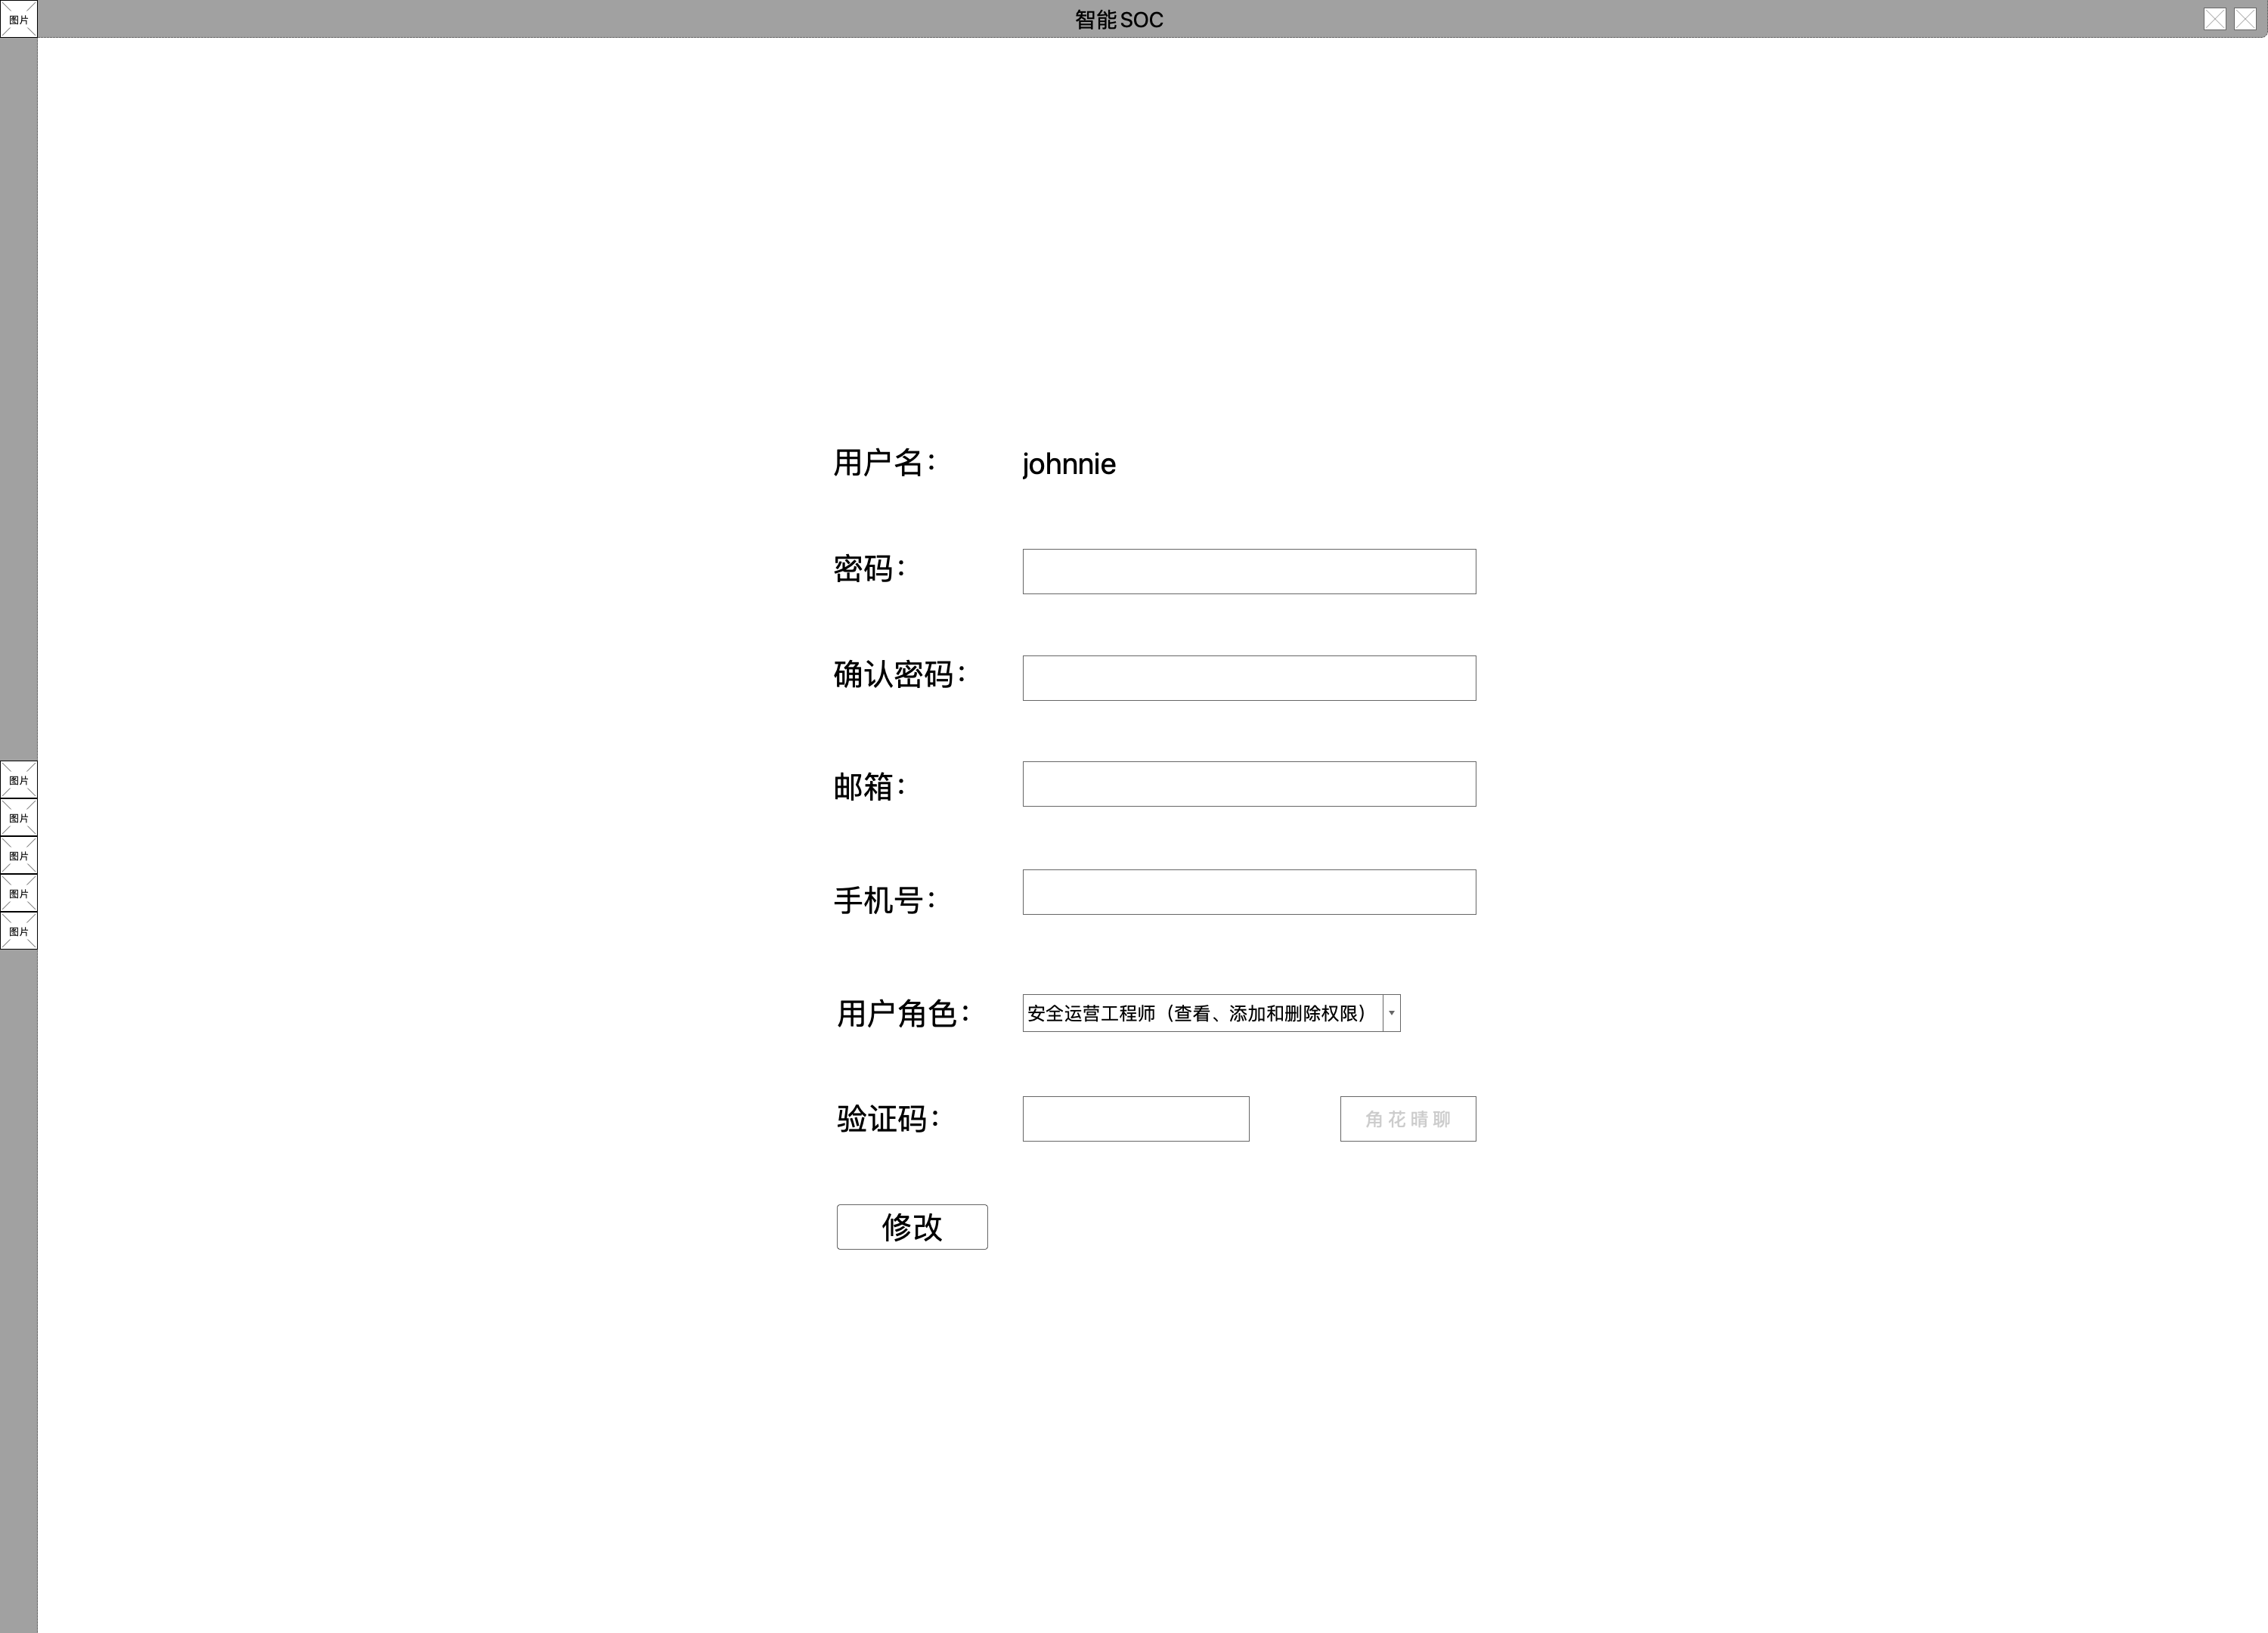 图片
智能 SOC
用户名：
johnnie
密码：
确认密码：
邮箱：
图片
图片
图片
图片
图片
手机号：
用户角色：
安全运营工程师（查看、添加和删除权限）
验证码：
角 花 晴 聊
修改